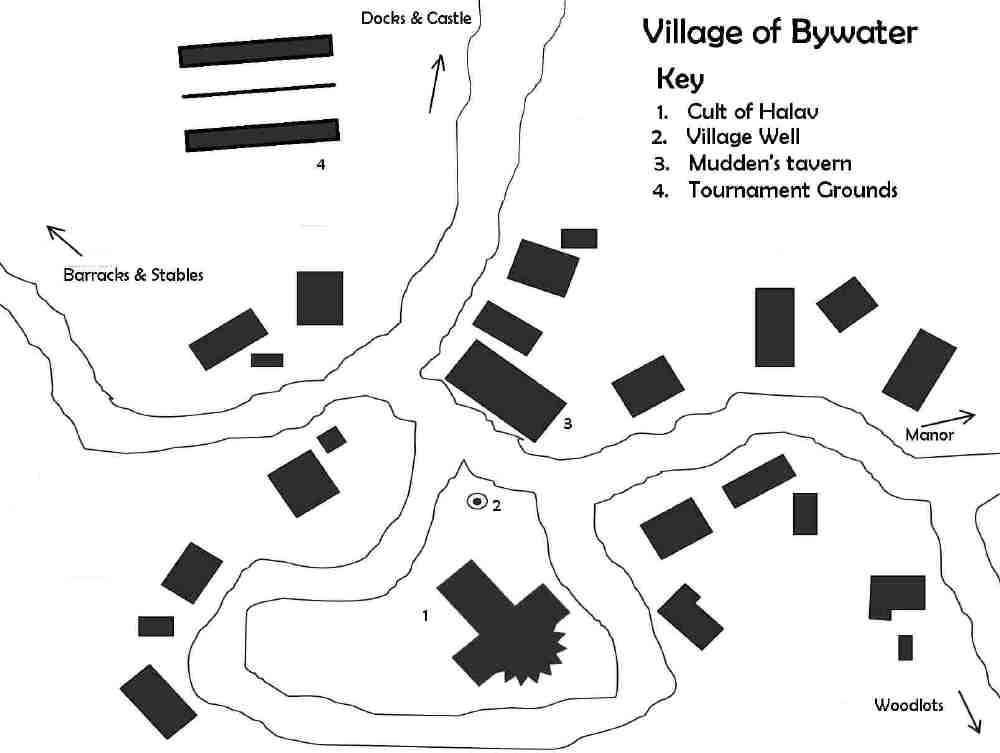 Docks & Castle
Village of Bywater
Key
1. Cult of Halav
2. Village Well
3. Mudden's tavern
4. Tournament Grounds
4
Barracks & Stables
3
Manor
2
1
Woodlots